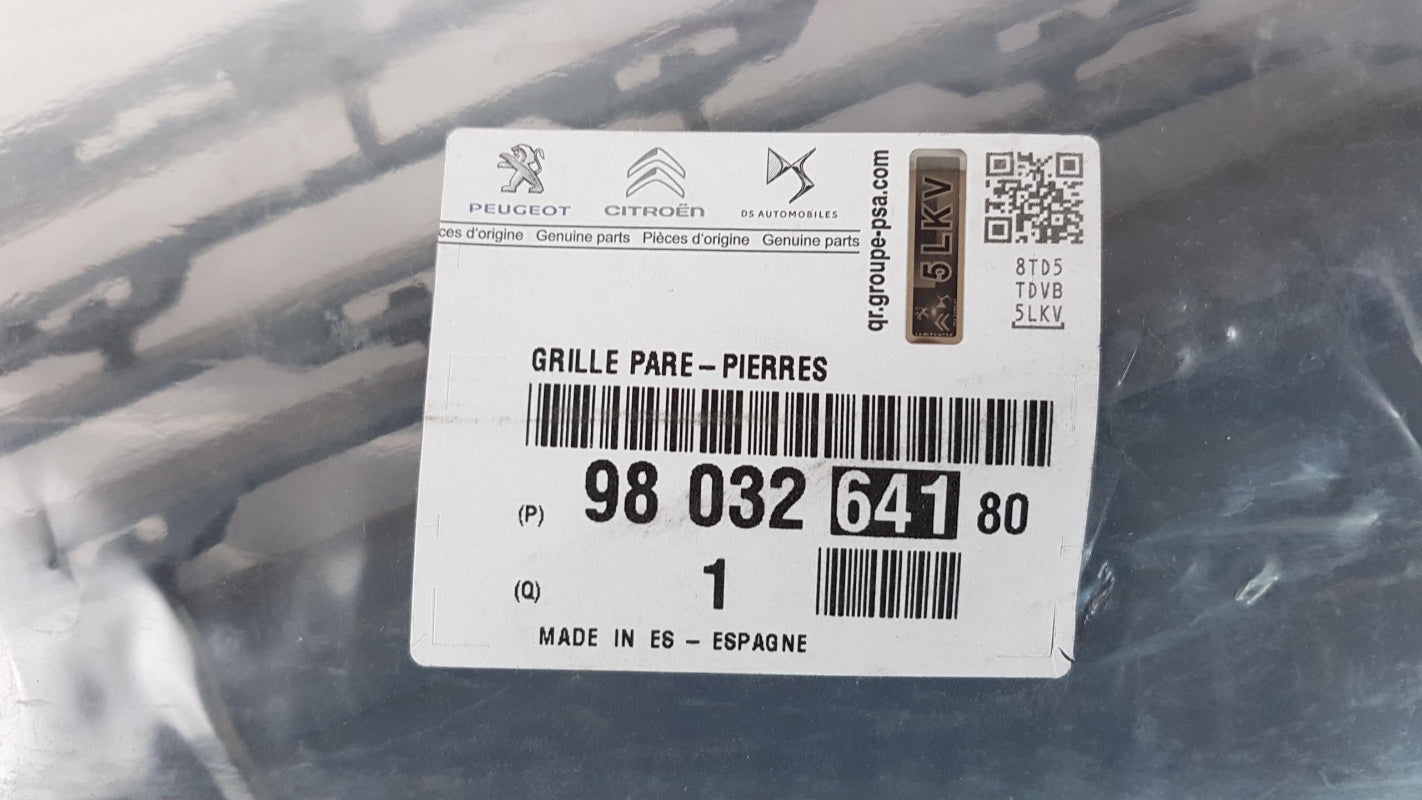 PEUGEOT
CITROËN
DS AUTOMOBILES
ces d'origine Genuine parts Pièces d'origine Genuine parts
qr.groupe-psa.com
5LKV
8TD5
TDVB
5LKV
GRILLE PARE-PIERRES
(P) 98 032 641 80
(Q) 1
MADE IN ES - ESPAGNE